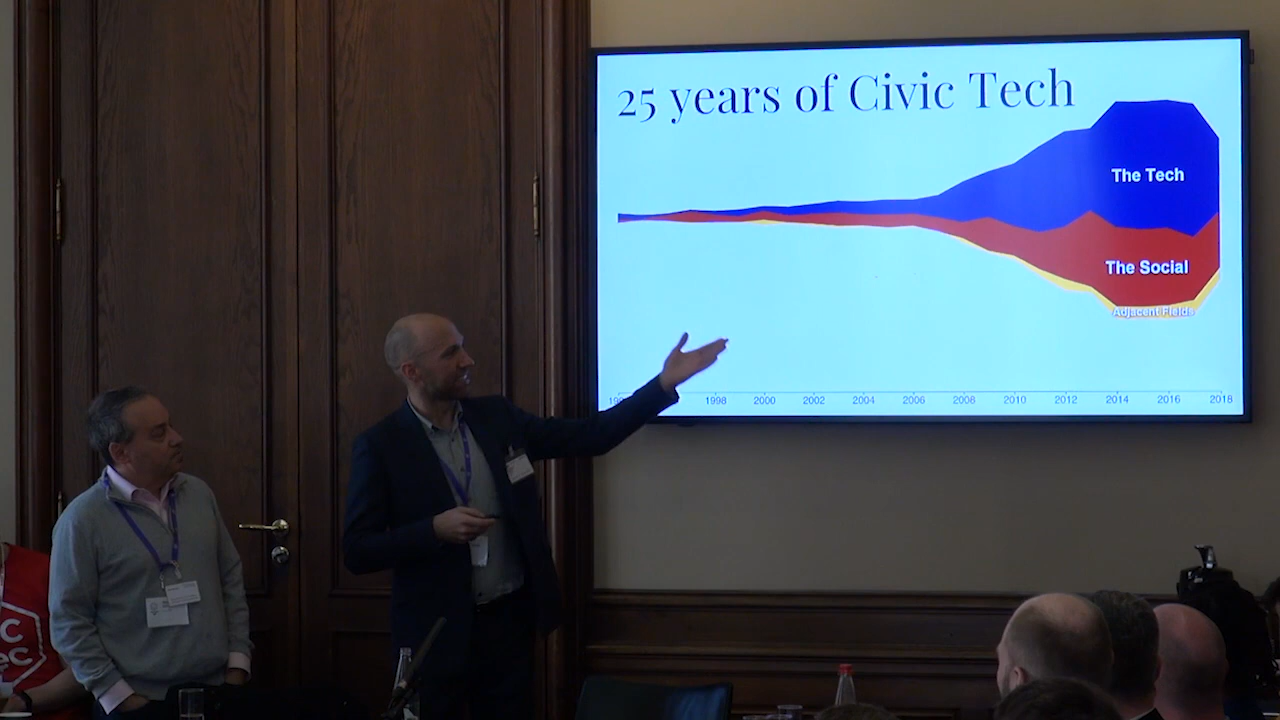 25 years of Civic Tech
The Tech
The Social
Adjacent Fields
1998 2000 2002 2004 2006 2008 2010 2012 2014 2016 2018
C
EC